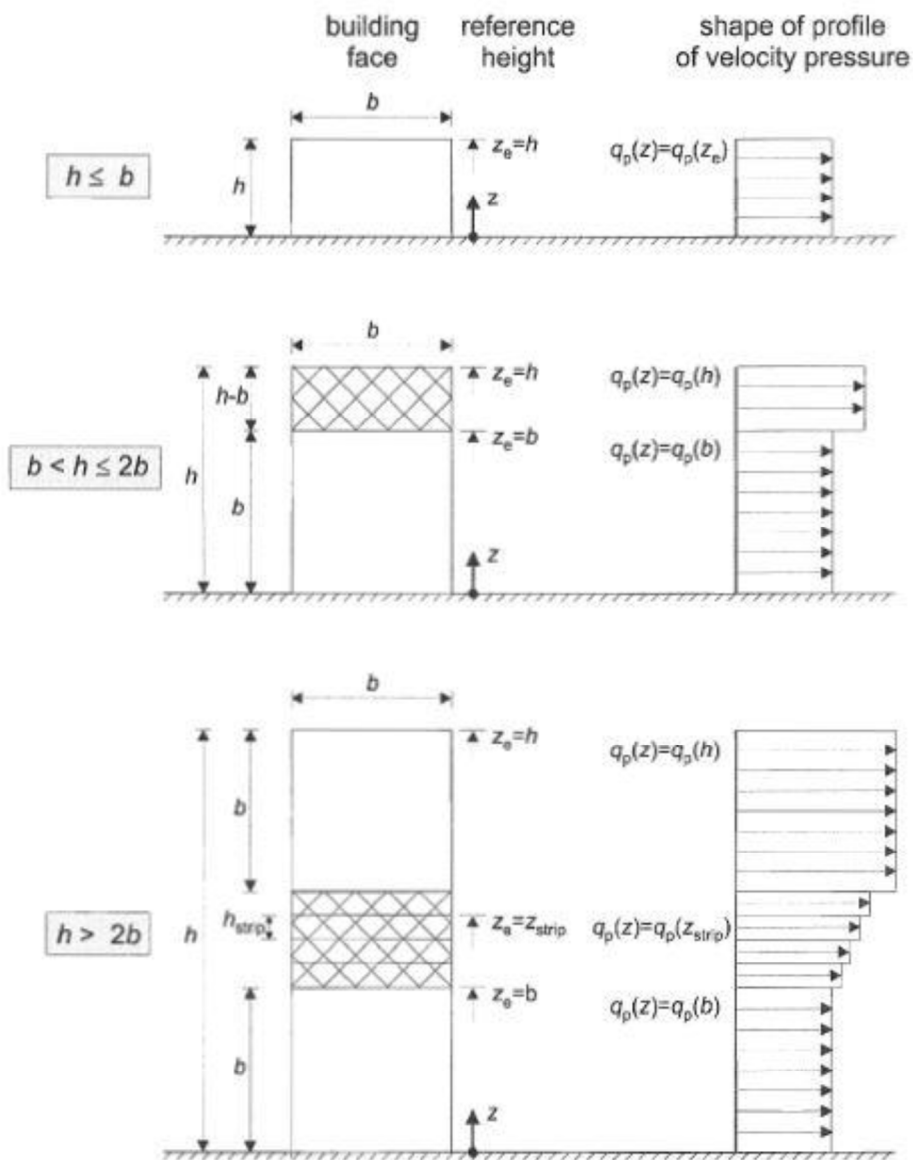 building face
reference height
shape of profile of velocity pressure
b
h ≤ b
h
z_e=h
z
q_p(z)=q_p(z_e)
b
b < h ≤ 2b
h
h-b
b
z_e=h
z_e=b
z
q_p(z)=q_p(h)
q_p(z)=q_p(b)
b
h > 2b
h
b
h_strip
b
z_e=h
z_e=z_strip
z_e=b
z
q_p(z)=q_p(h)
q_p(z)=q_p(z_strip)
q_p(z)=q_p(b)